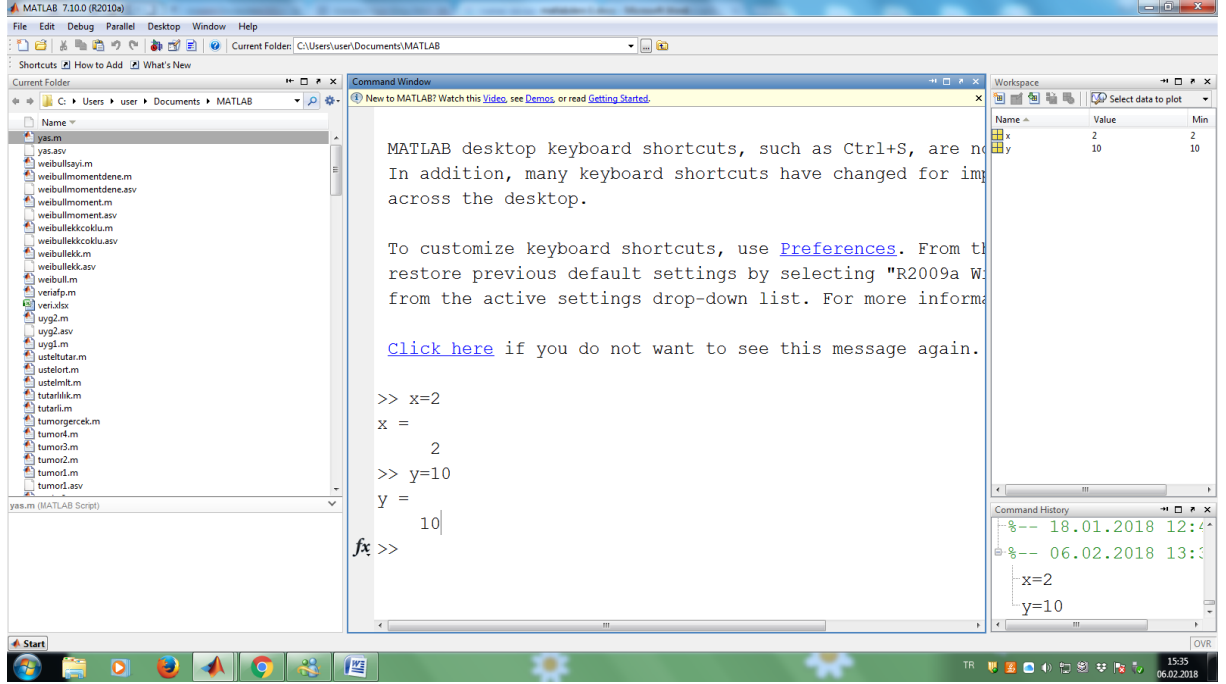 MATLAB 7.10.0 (R2010a)
File Edit Debug Parallel Desktop Window Help
Current Folder: C:\Users\user\Documents\MATLAB
Shortcuts How to Add What's New
Current Folder
C: Users user Documents MATLAB
Name
yas.m
yas.asv
weibullsayi.m
weibullmomentdene.m
weibullmomentdene.asv
weibullmoment.m
weibullmoment.asv
weibullekkcoklu.m
weibullekkcoklu.asv
weibullekk.m
weibullekk.asv
weibull.m
veriafp.m
veri.xlsx
uyg2.m
uyg2.asv
uyg1.m
usteltutar.m
ustelort.m
ustelmlt.m
tutarlılık.m
tutarli.m
tumorgercek.m
tumor4.m
tumor3.m
tumor2.m
tumor1.m
tumor1.asv
yas.m (MATLAB Script)
Start
Command Window
New to MATLAB? Watch this Video, see Demos, or read Getting Started.
MATLAB desktop keyboard shortcuts, such as Ctrl+S, are no
In addition, many keyboard shortcuts have changed for imp
across the desktop.
To customize keyboard shortcuts, use Preferences. From th
restore previous default settings by selecting "R2009a Wi
from the active settings drop-down list. For more informa
Click here if you do not want to see this message again.
>> x=2
x =
2
>> y=10
y =
10
fx >>
Workspace
Select data to plot
Name Value Min
x 2 2
y 10 10
Command History
%-- 18.01.2018 12:4
%-- 06.02.2018 13:3
x=2
y=10
OVR
TR
15:35
06.02.2018